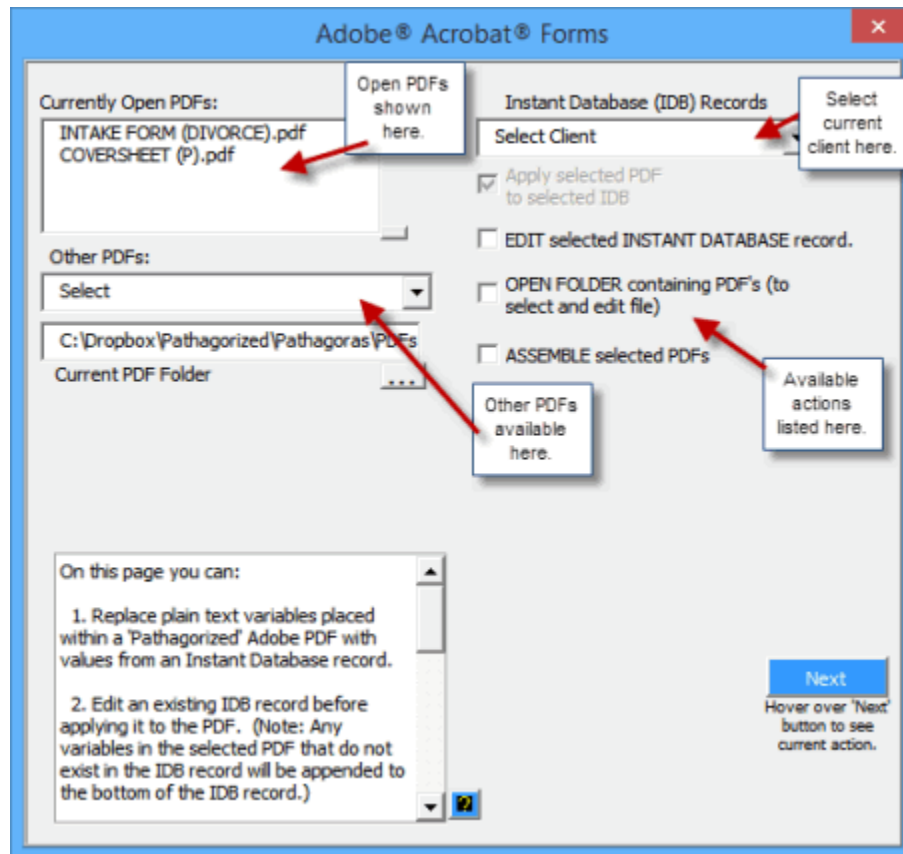 Adobe® Acrobat® Forms
Currently Open PDFs:
INTAKE FORM (DIVORCE).pdf
COVERSHEET (P).pdf
Open PDFs
shown
here.
Other PDFs:
Select
C:\Dropbox\Pathagorized\Pathagoras\PDFs
Current PDF Folder
...
Other PDFs
available
here.
Instant Database (IDB) Records
Select Client
Select
current
client here.
Apply selected PDF
to selected IDB
EDIT selected INSTANT DATABASE record.
OPEN FOLDER containing PDF's (to
select and edit file)
ASSEMBLE selected PDFs
Available
actions
listed here.
On this page you can:
1. Replace plain text variables placed
within a 'Pathagorized' Adobe PDF with
values from an Instant Database record.
2. Edit an existing IDB record before
applying it to the PDF. (Note: Any
variables in the selected PDF that do not
exist in the IDB record will be appended to
the bottom of the IDB record.)
?
Next
Hover over 'Next'
button to see
current action.